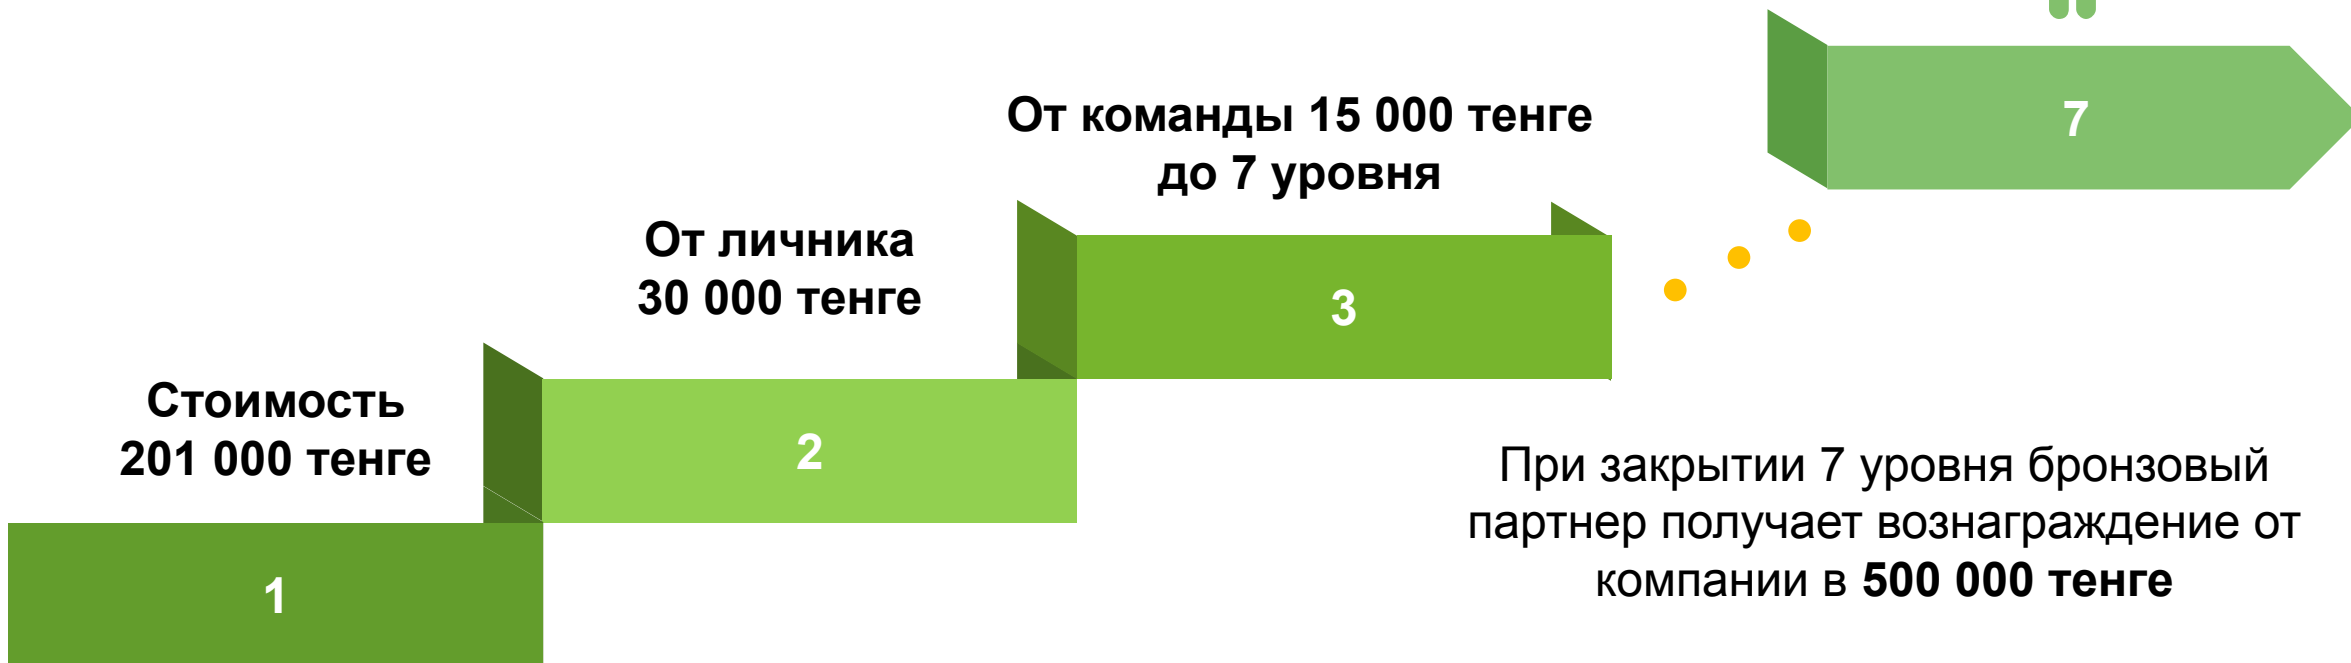 Стоимость
201 000 тенге
1
От личника
30 000 тенге
2
От команды 15 000 тенге
до 7 уровня
3
7
При закрытии 7 уровня бронзовый
партнер получает вознаграждение от
компании в 500 000 тенге